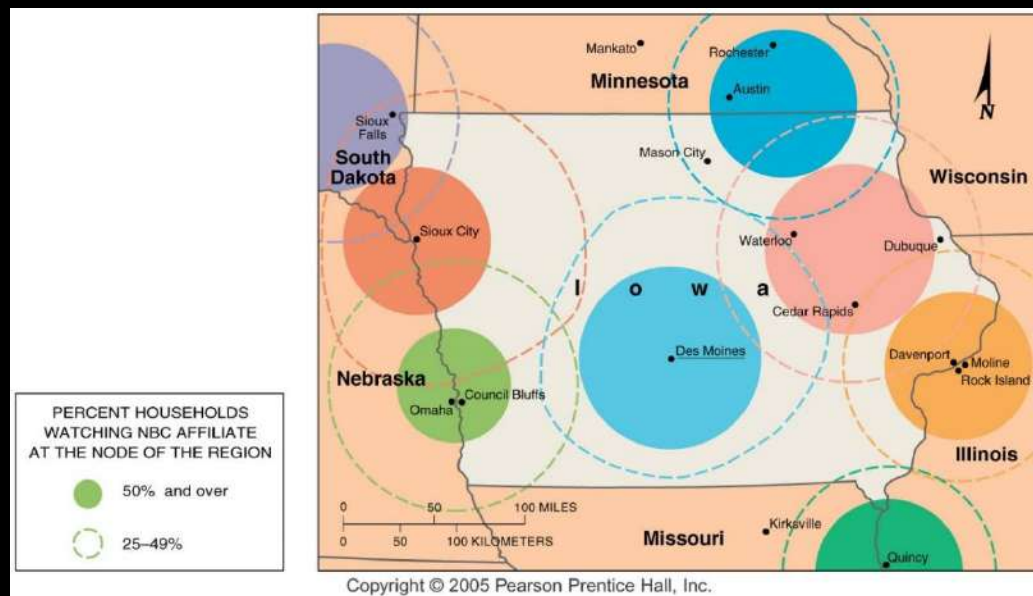 Mankato
Rochester
Minnesota
Austin
N
Sioux
Falls
South
Dakota
Mason City
Wisconsin
Sioux City
Waterloo
Dubuque
I o w a
Cedar Rapids
Des Moines
Davenport
Moline
Rock Island
Nebraska
Omaha
Council Bluffs
Illinois
PERCENT HOUSEHOLDS
WATCHING NBC AFFILIATE
AT THE NODE OF THE REGION
50% and over
25–49%
0 50 100 MILES
0 50 100 KILOMETERS
Missouri
Kirksville
Quincy
Copyright © 2005 Pearson Prentice Hall, Inc.